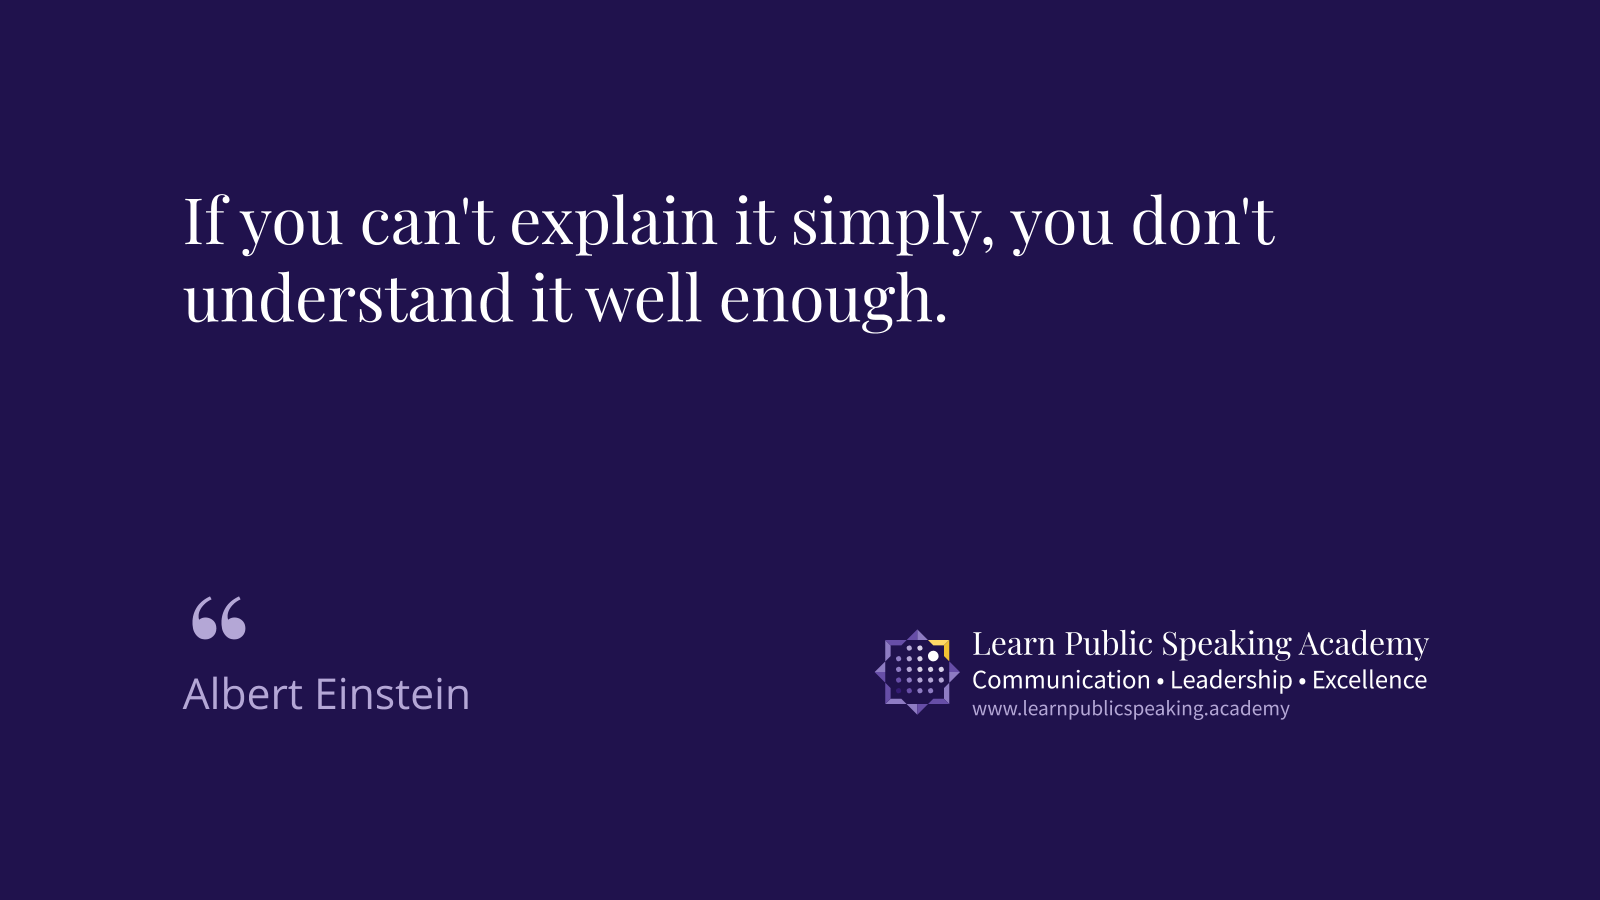 If you can't explain it simply, you don't
understand it well enough.
“
Albert Einstein
Learn Public Speaking Academy
Communication • Leadership • Excellence
www.learnpublicspeaking.academy